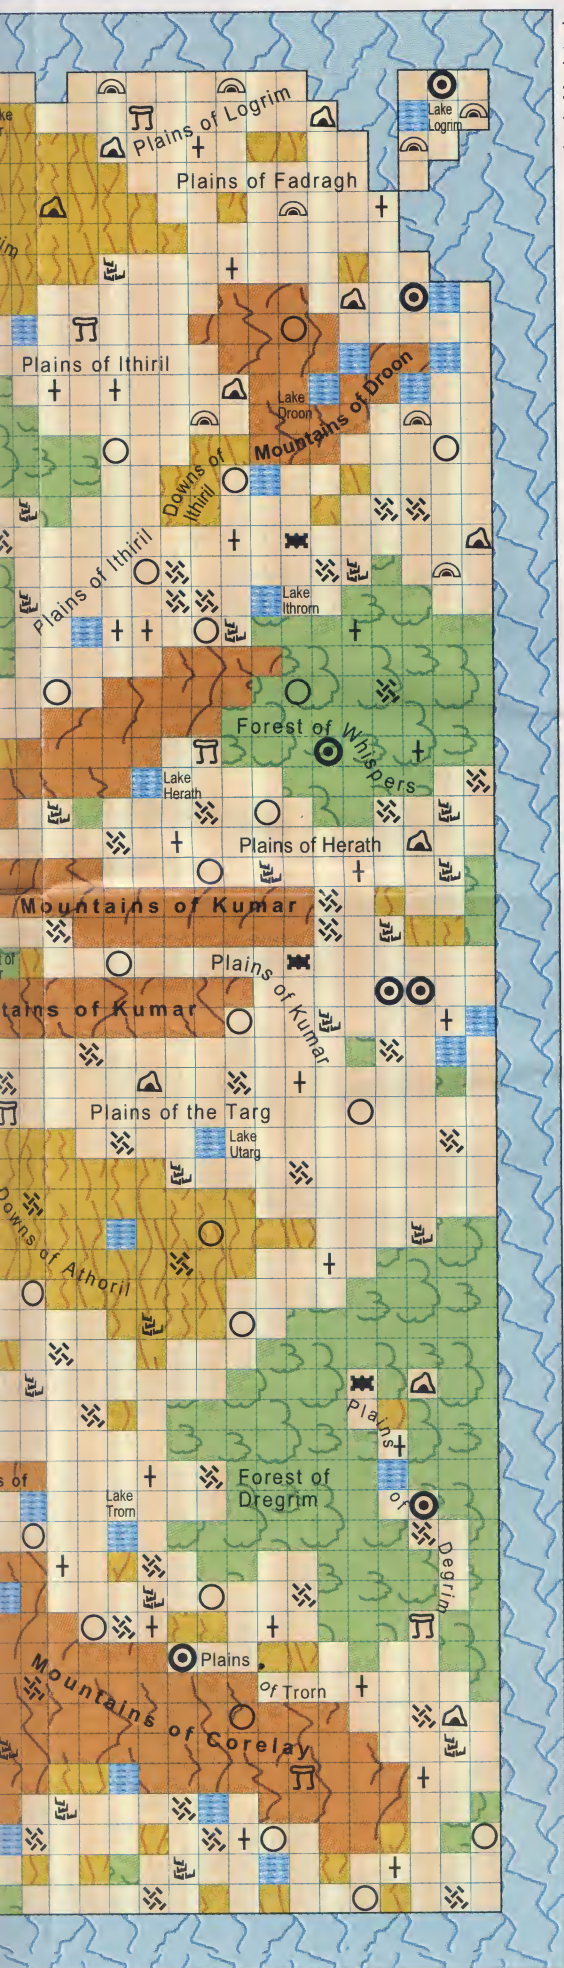 Lake
Logrim
Plains of Logrim
Plains of Fadragh
Plains of Ithiril
Lake
Droon
Mountains of Droon
Downs of
Ithiril
Plains of Ithiril
Lake
Ithrorn
Forest of Whispers
Lake
Herath
Plains of Herath
Mountains of Kumar
Plains of Kumar
tains of Kumar
Plains of the Targ
Lake
Utarg
Downs of Athoril
Plains of Degrim
s of
Forest of
Dregrim
Lake
Trorn
Plains
of Trorn
Mountains of Corelay